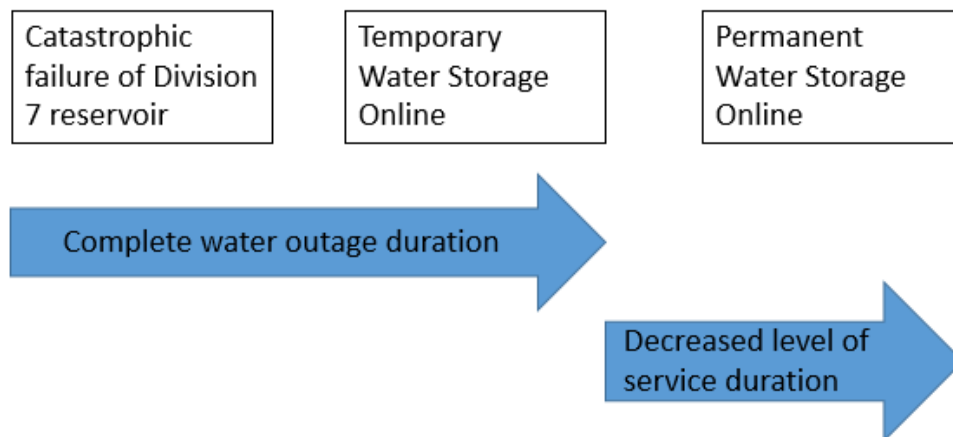 Catastrophic
failure of Division
7 reservoir
Temporary
Water Storage
Online
Permanent
Water Storage
Online
Complete water outage duration
Decreased level of
service duration